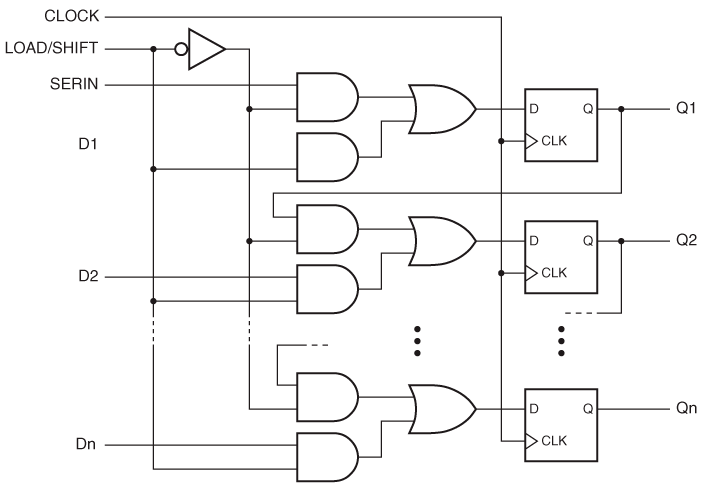 CLOCK
LOAD/SHIFT
SERIN
D Q Q1
CLK
D1
D Q Q2
CLK
D2
D Q Qn
CLK
Dn